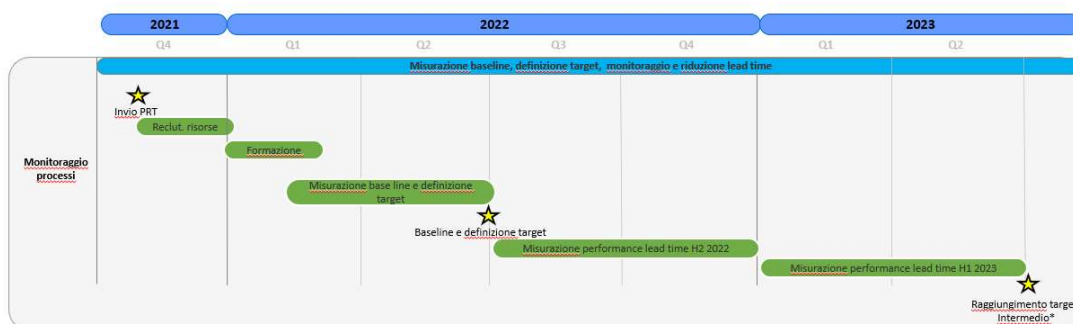 2021 2022 2023
Q4 Q1 Q2 Q3 Q4 Q1 Q2
Misurazione baseline, definizione target, monitoraggio e riduzione lead time
Invio PRT
Reclut. risorse
Formazione
Monitoraggio
processi
Misurazione base line e definizione
target
Baseline e definizione target
Misurazione performance lead time H2 2022
Misurazione performance lead time H1 2023
Raggiungimento targe
Intermedio*